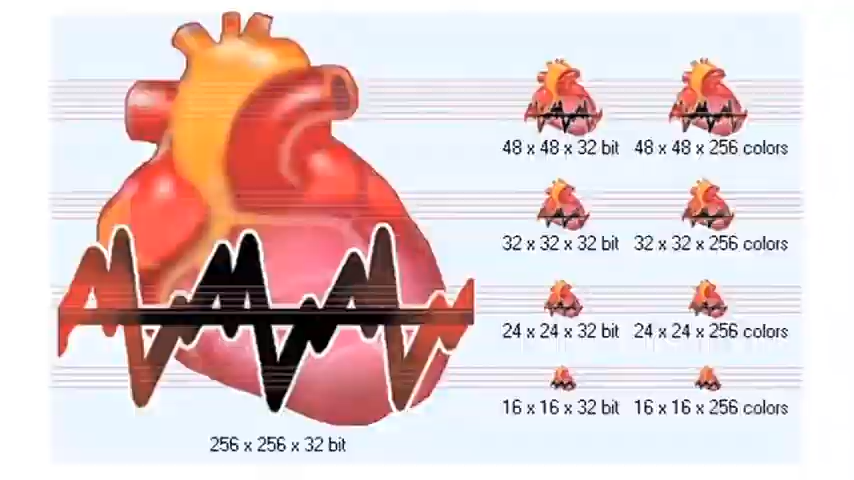 48 x 48 x 32 bit 48 x 48 x 256 colors
32 x 32 x 32 bit 32 x 32 x 256 colors
24 x 24 x 32 bit 24 x 24 x 256 colors
16 x 16 x 32 bit 16 x 16 x 256 colors
256 x 256 x 32 bit